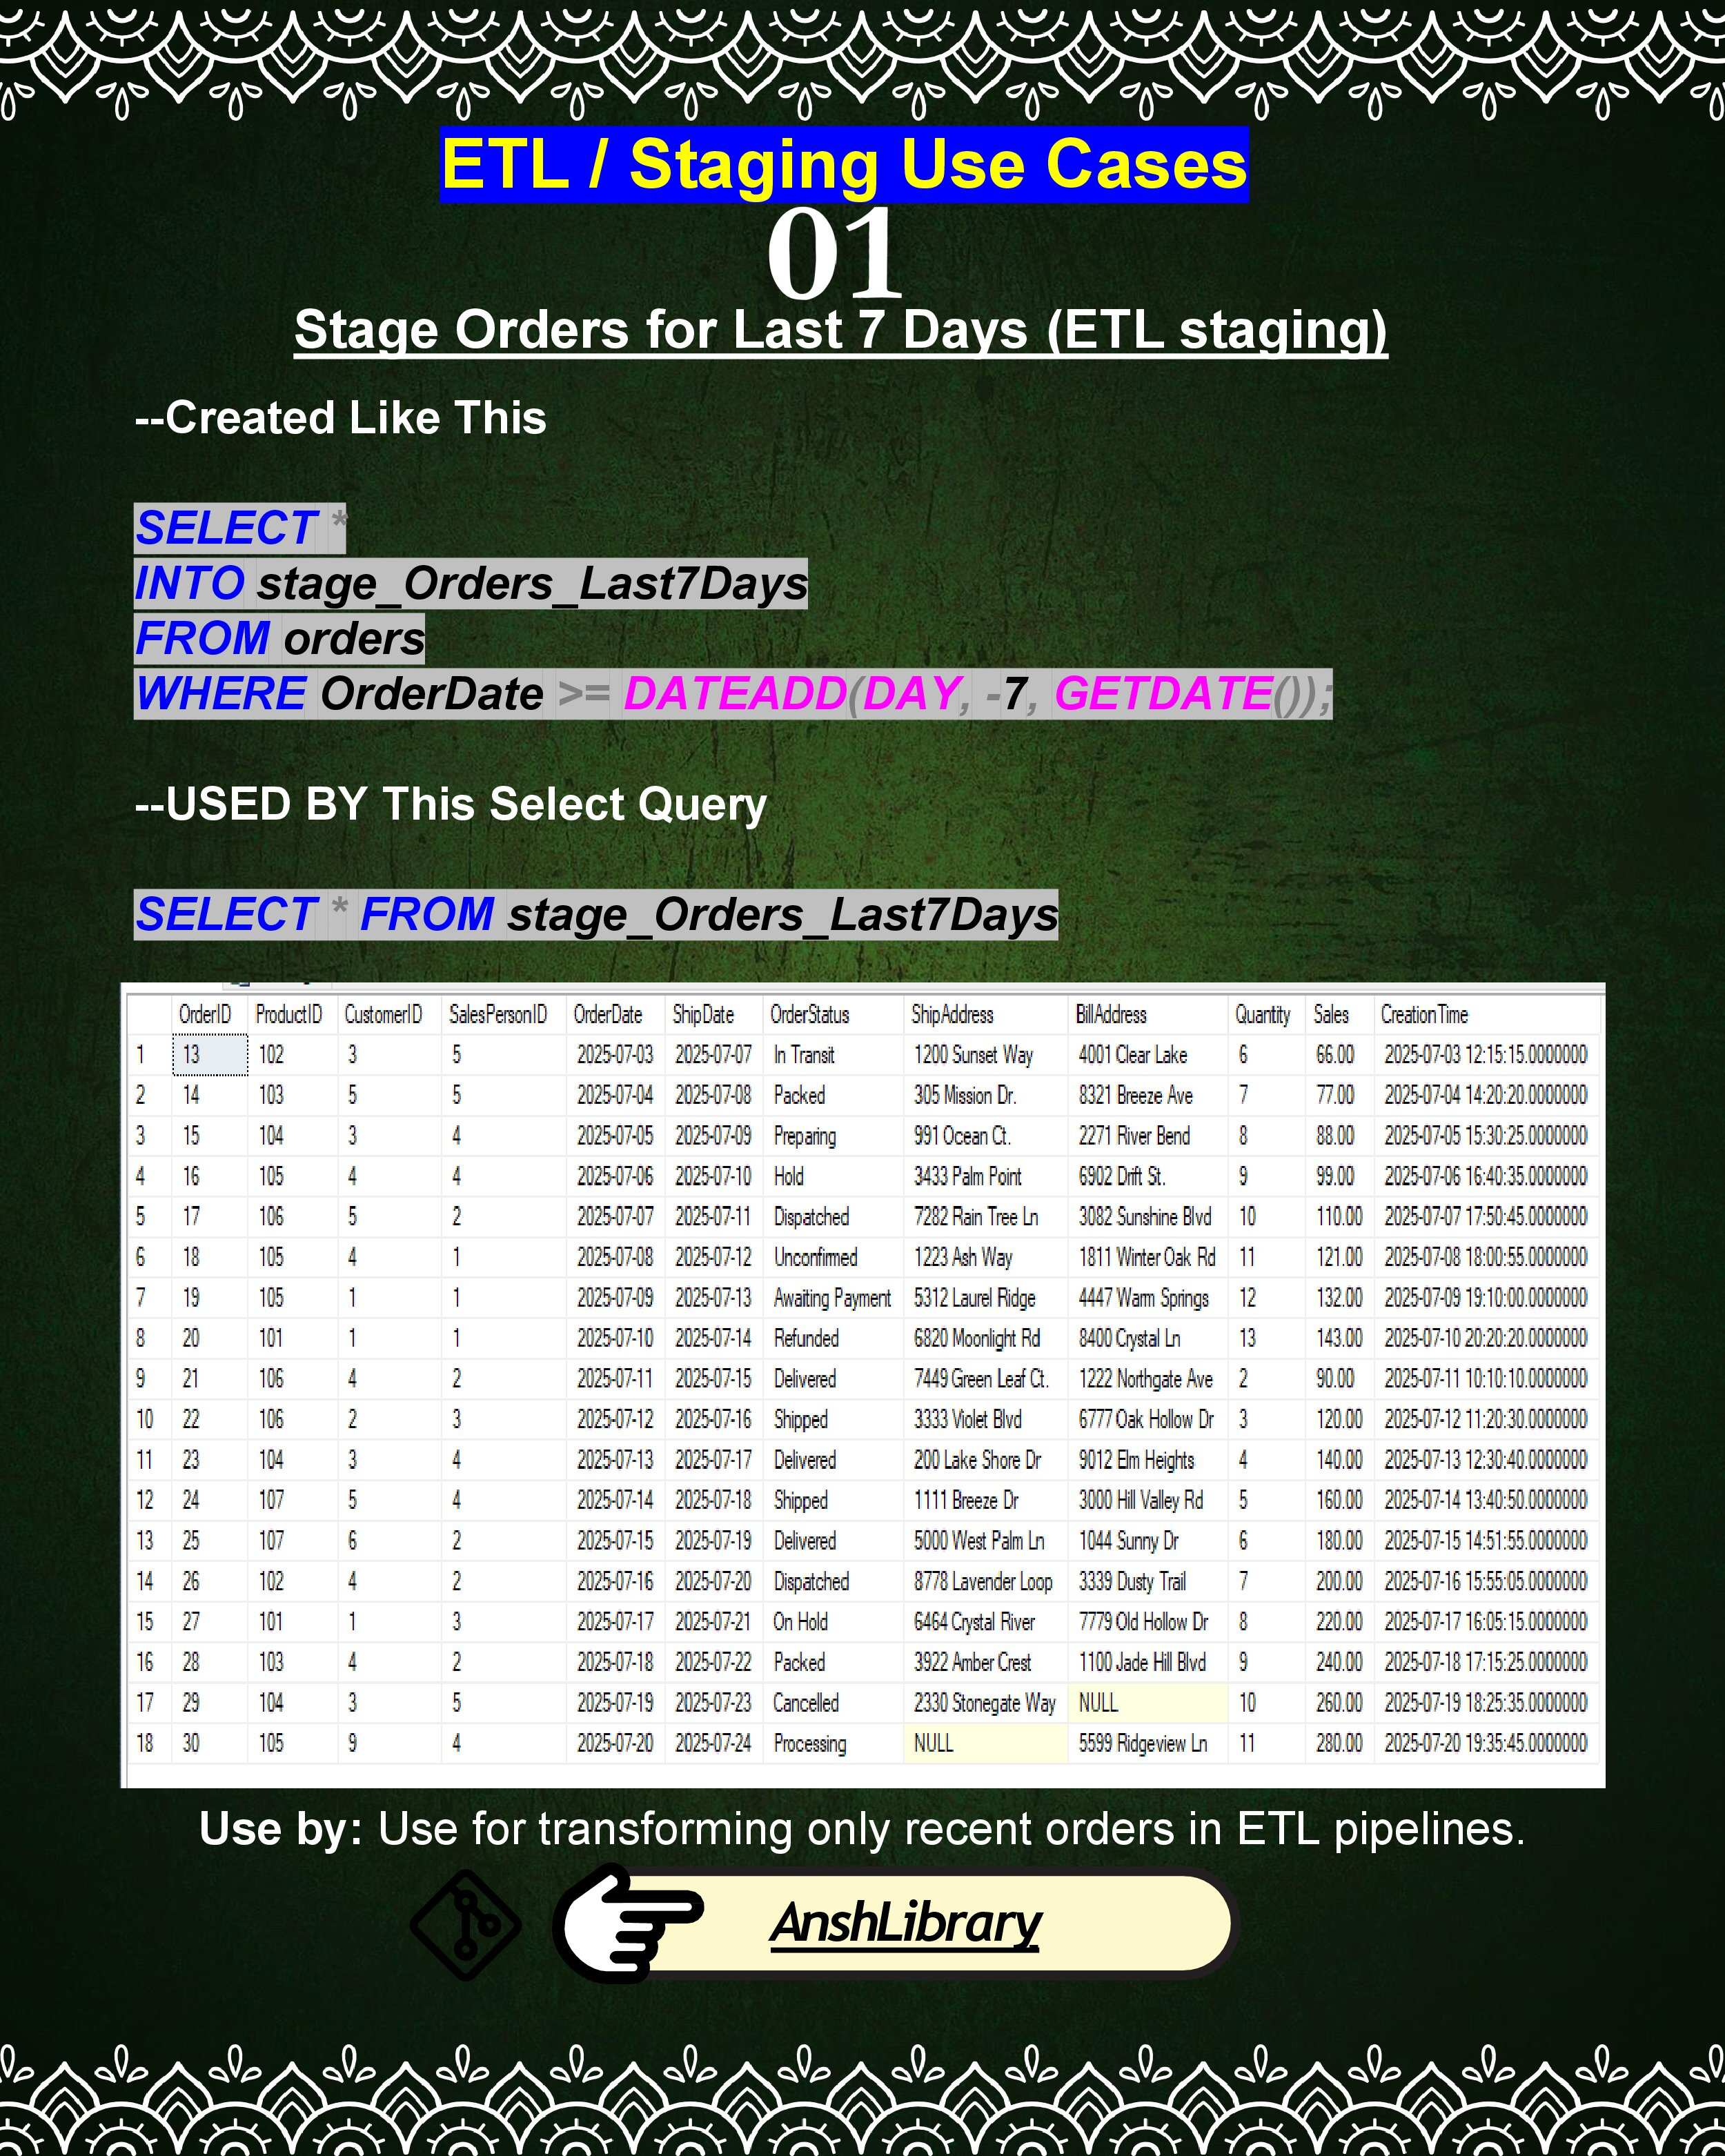 ETL / Staging Use Cases
01
Stage Orders for Last 7 Days (ETL staging)
--Created Like This
SELECT *
INTO stage_Orders_Last7Days
FROM orders
WHERE OrderDate >= DATEADD(DAY, -7, GETDATE());
--USED BY This Select Query
SELECT * FROM stage_Orders_Last7Days
OrderID ProductID CustomerID SalesPersonID OrderDate ShipDate OrderStatus ShipAddress BillAddress Quantity Sales CreationTime
1 13 102 3 5 2025-07-03 2025-07-07 In Transit 1200 Sunset Way 4001 Clear Lake 6 66.00 2025-07-03 12:15:15.0000000
2 14 103 5 5 2025-07-04 2025-07-08 Packed 305 Mission Dr. 8321 Breeze Ave 7 77.00 2025-07-04 14:20:20.0000000
3 15 104 3 4 2025-07-05 2025-07-09 Preparing 991 Ocean Ct. 2271 River Bend 8 88.00 2025-07-05 15:30:25.0000000
4 16 105 4 4 2025-07-06 2025-07-10 Hold 3433 Palm Point 6902 Drift St. 9 99.00 2025-07-06 16:40:35.0000000
5 17 106 5 2 2025-07-07 2025-07-11 Dispatched 7282 Rain Tree Ln 3082 Sunshine Blvd 10 110.00 2025-07-07 17:50:45.0000000
6 18 105 4 1 2025-07-08 2025-07-12 Unconfirmed 1223 Ash Way 1811 Winter Oak Rd 11 121.00 2025-07-08 18:00:55.0000000
7 19 105 1 1 2025-07-09 2025-07-13 Awaiting Payment 5312 Laurel Ridge 4447 Warm Springs 12 132.00 2025-07-09 19:10:00.0000000
8 20 101 1 1 2025-07-10 2025-07-14 Refunded 6820 Moonlight Rd 8400 Crystal Ln 13 143.00 2025-07-10 20:20:20.0000000
9 21 106 4 2 2025-07-11 2025-07-15 Delivered 7449 Green Leaf Ct. 1222 Northgate Ave 2 90.00 2025-07-11 10:10:10.0000000
10 22 106 2 3 2025-07-12 2025-07-16 Shipped 3333 Violet Blvd 6777 Oak Hollow Dr 3 120.00 2025-07-12 11:20:30.0000000
11 23 104 3 4 2025-07-13 2025-07-17 Delivered 200 Lake Shore Dr 9012 Elm Heights 4 140.00 2025-07-13 12:30:40.0000000
12 24 107 5 4 2025-07-14 2025-07-18 Shipped 1111 Breeze Dr 3000 Hill Valley Rd 5 160.00 2025-07-14 13:40:50.0000000
13 25 107 6 2 2025-07-15 2025-07-19 Delivered 5000 West Palm Ln 1044 Sunny Dr 6 180.00 2025-07-15 14:51:55.0000000
14 26 102 4 2 2025-07-16 2025-07-20 Dispatched 8778 Lavender Loop 3339 Dusty Trail 7 200.00 2025-07-16 15:55:05.0000000
15 27 101 1 3 2025-07-17 2025-07-21 On Hold 6464 Crystal River 7779 Old Hollow Dr 8 220.00 2025-07-17 16:05:15.0000000
16 28 103 4 2 2025-07-18 2025-07-22 Packed 3922 Amber Crest 1100 Jade Hill Blvd 9 240.00 2025-07-18 17:15:25.0000000
17 29 104 3 5 2025-07-19 2025-07-23 Cancelled 2330 Stonegate Way NULL 10 260.00 2025-07-19 18:25:35.0000000
18 30 105 9 4 2025-07-20 2025-07-24 Processing NULL 5599 Ridgeview Ln 11 280.00 2025-07-20 19:35:45.0000000
Use by: Use for transforming only recent orders in ETL pipelines.
AnshLibrary